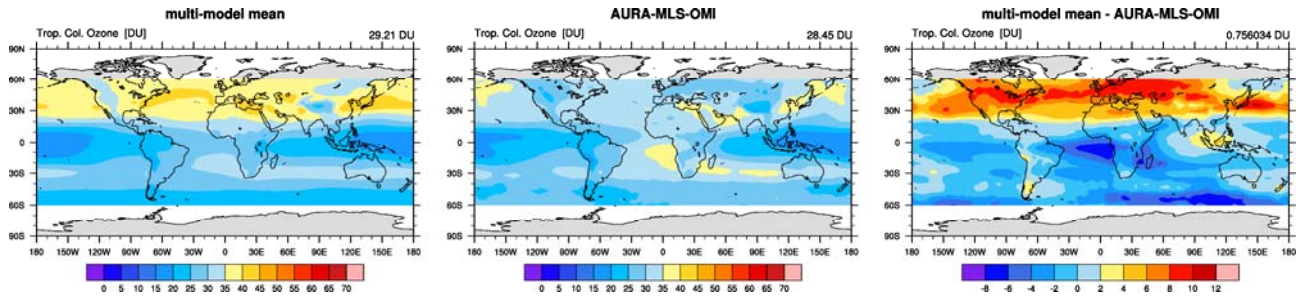 multi-model mean
Trop. Col. Ozone [DU] 29.21 DU
90N
60N
30N
0
30S
60S
90S
180 150W 120W 90W 60W 30W 0 30E 60E 90E 120E 150E 180
0 5 10 15 20 25 30 35 40 45 50 55 60 65 70
AURA-MLS-OMI
Trop. Col. Ozone [DU] 28.45 DU
90N
60N
30N
0
30S
60S
90S
180 150W 120W 90W 60W 30W 0 30E 60E 90E 120E 150E 180
0 5 10 15 20 25 30 35 40 45 50 55 60 65 70
multi-model mean - AURA-MLS-OMI
Trop. Col. Ozone [DU] 0.756034 DU
90N
60N
30N
0
30S
60S
90S
180 150W 120W 90W 60W 30W 0 30E 60E 90E 120E 150E 180
-8 -6 -4 -2 0 2 4 6 8 10 12